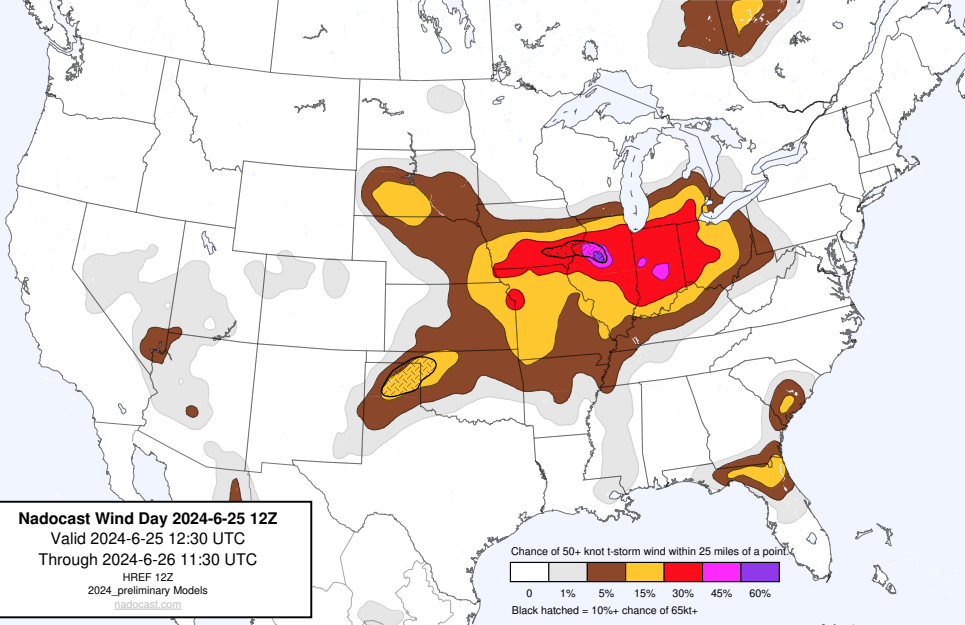 Nadocast Wind Day 2024-6-25 12Z
Valid 2024-6-25 12:30 UTC
Through 2024-6-26 11:30 UTC
HREF 12Z
2024_preliminary Models
nadocast.com
Chance of 50+ knot t-storm wind within 25 miles of a point.
0 1% 5% 15% 30% 45% 60%
Black hatched = 10%+ chance of 65kt+